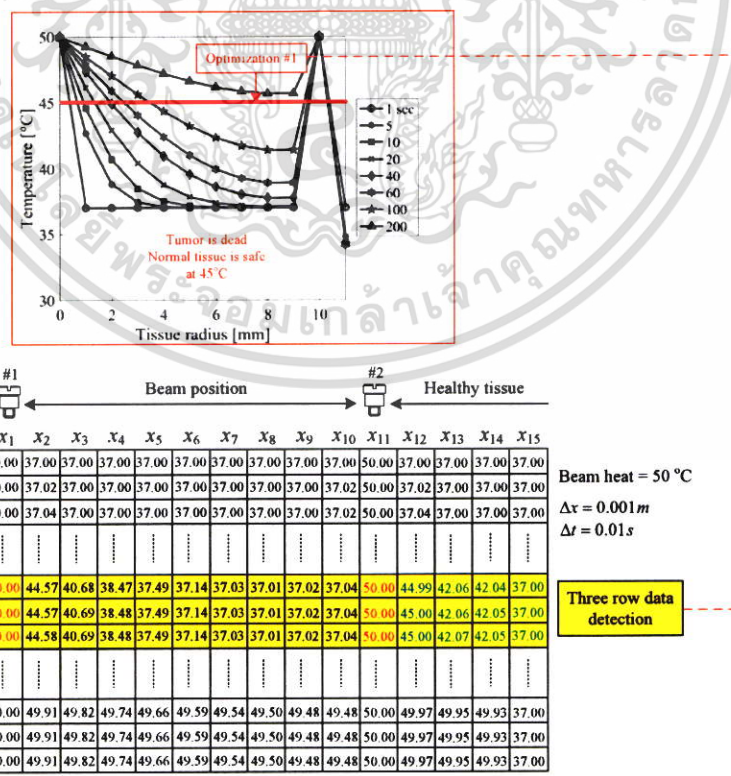 50
Optimization #1
45
Temperature [°C]
40
35
30
1 sec
5
10
20
40
60
100
200
Tumor is dead
Normal tissue is safe
at 45°C
0 2 4 6 8 10
Tissue radius [mm]
#1 #2
Beam position Healthy tissue
x1 x2 x3 x4 x5 x6 x7 x8 x9 x10 x11 x12 x13 x14 x15
.00 37.00 37.00 37.00 37.00 37.00 37.00 37.00 37.00 37.00 50.00 37.00 37.00 37.00 37.00
.00 37.02 37.00 37.00 37.00 37.00 37.00 37.00 37.00 37.02 50.00 37.02 37.00 37.00 37.00
.00 37.04 37.00 37.00 37.00 37.00 37.00 37.00 37.00 37.02 50.00 37.04 37.00 37.00 37.00
Beam heat = 50 °C
Δx = 0.001m
Δt = 0.01s
0.00 44.57 40.68 38.47 37.49 37.14 37.03 37.01 37.02 37.04 50.00 44.99 42.06 42.04 37.00
0.00 44.57 40.69 38.48 37.49 37.14 37.03 37.01 37.02 37.04 50.00 45.00 42.06 42.05 37.00
0.00 44.58 40.69 38.48 37.49 37.14 37.03 37.01 37.02 37.04 50.00 45.00 42.07 42.05 37.00
Three row data
detection
0.00 49.91 49.82 49.74 49.66 49.59 49.54 49.50 49.48 49.48 50.00 49.97 49.95 49.93 37.00
0.00 49.91 49.82 49.74 49.66 49.59 49.54 49.50 49.48 49.48 50.00 49.97 49.95 49.93 37.00
0.00 49.91 49.82 49.74 49.66 49.59 49.54 49.50 49.48 49.48 50.00 49.97 49.95 49.93 37.00